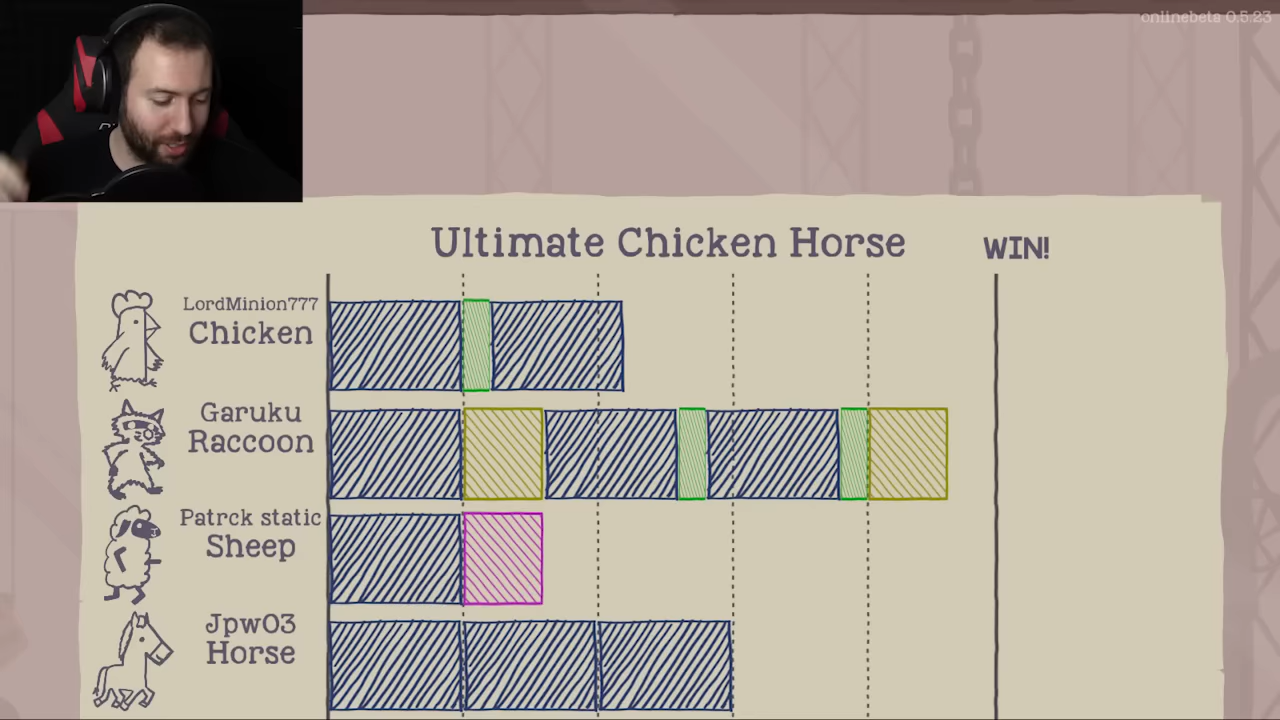 onlinebeta 0.5.23
Ultimate Chicken Horse
WIN!
LordMinion777
Chicken
Garuku
Raccoon
Patrck static
Sheep
Jpw03
Horse